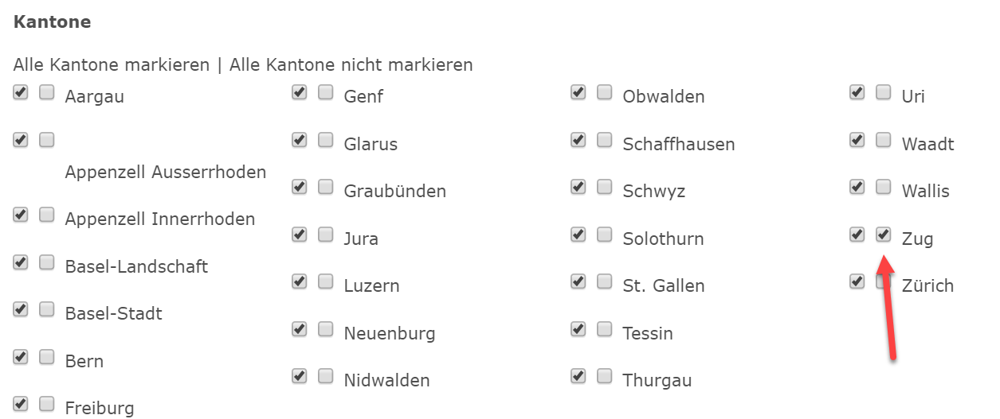 Kantone
Alle Kantone markieren | Alle Kantone nicht markieren
Aargau
Appenzell Ausserrhoden
Appenzell Innerrhoden
Basel-Landschaft
Basel-Stadt
Bern
Freiburg
Genf
Glarus
Graubünden
Jura
Luzern
Neuenburg
Nidwalden
Obwalden
Schaffhausen
Schwyz
Solothurn
St. Gallen
Tessin
Thurgau
Uri
Waadt
Wallis
Zug
Zürich